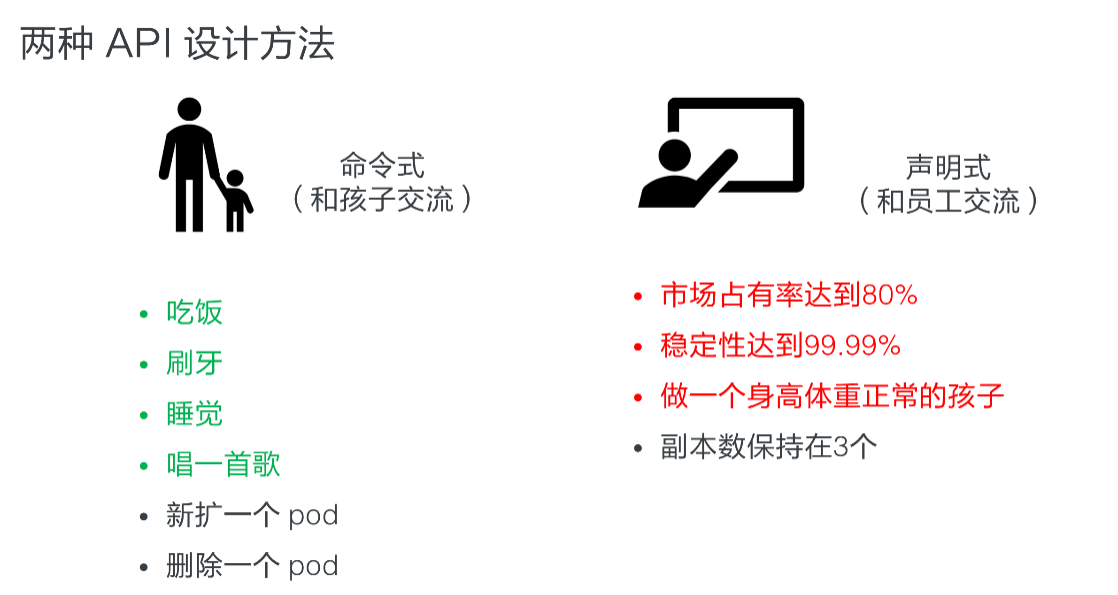 两种 API 设计方法
命令式
（和孩子交流）
• 吃饭
• 刷牙
• 睡觉
• 唱一首歌
• 新扩一个 pod
• 删除一个 pod
声明式
（和员工交流）
• 市场占有率达到80%
• 稳定性达到99.99%
• 做一个身高体重正常的孩子
• 副本数保持在3个